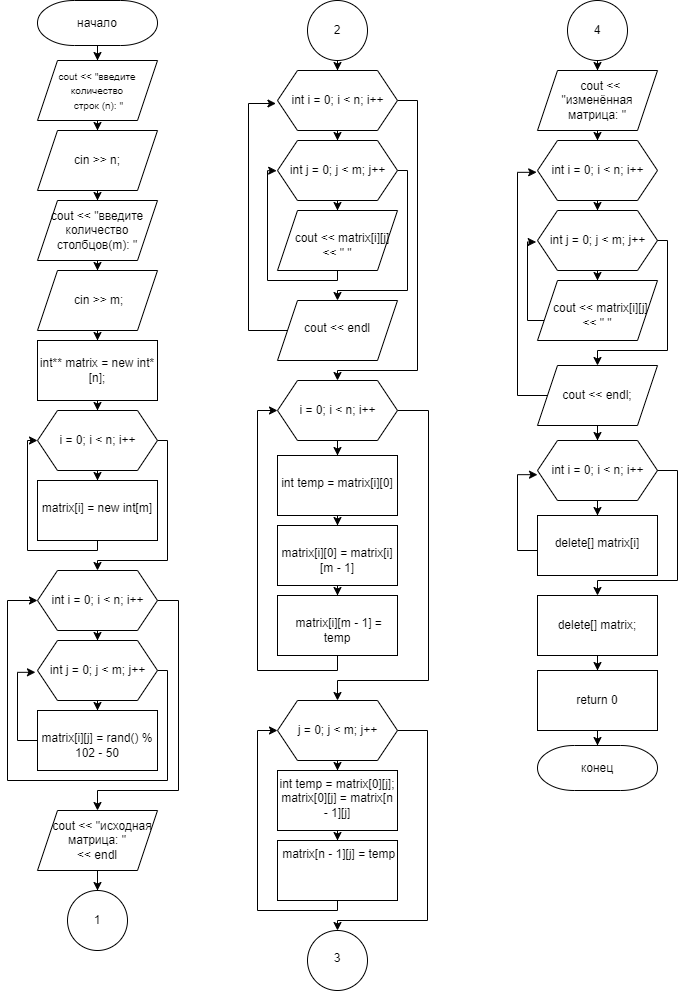 начало
cout << "введите
количество
строк (n): "
cin >> n;
cout << "введите
количество
столбцов(m): "
cin >> m;
int** matrix = new int*
[n];
i = 0; i < n; i++
matrix[i] = new int[m]
int i = 0; i < n; i++
int j = 0; j < m; j++
matrix[i][j] = rand() %
102 - 50
cout << "исходная
матрица: "
<< endl
1
2
int i = 0; i < n; i++
int j = 0; j < m; j++
cout << matrix[i][j]
<< " "
cout << endl
i = 0; i < n; i++
int temp = matrix[i][0]
matrix[i][0] = matrix[i]
[m - 1]
matrix[i][m - 1] =
temp
j = 0; j < m; j++
int temp = matrix[0][j];
matrix[0][j] = matrix[n
- 1][j]
matrix[n - 1][j] = temp
3
4
cout <<
"изменённая
матрица: "
int i = 0; i < n; i++
int j = 0; j < m; j++
cout << matrix[i][j]
<< " "
cout << endl;
int i = 0; i < n; i++
delete[] matrix[i]
delete[] matrix;
return 0
конец